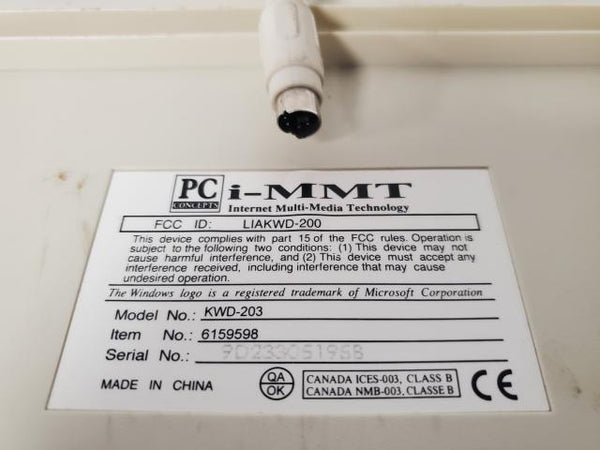 PC CONCEPTS i-MMT
Internet Multi-Media Technology
FCC ID: LIAKWD-200
This device complies with part 15 of the FCC rules. Operation is
subject to the following two conditions: (1) This device may not
cause harmful interference, and (2) This device must accept any
interference received, including interference that may cause
undesired operation.
The Windows logo is a registered trademark of Microsoft Corporation
Model No.: KWD-203
Item No.: 6159598
Serial No.:
MADE IN CHINA
QA OK
CANADA ICES-003, CLASS B
CANADA NMB-003, CLASSE B
CE